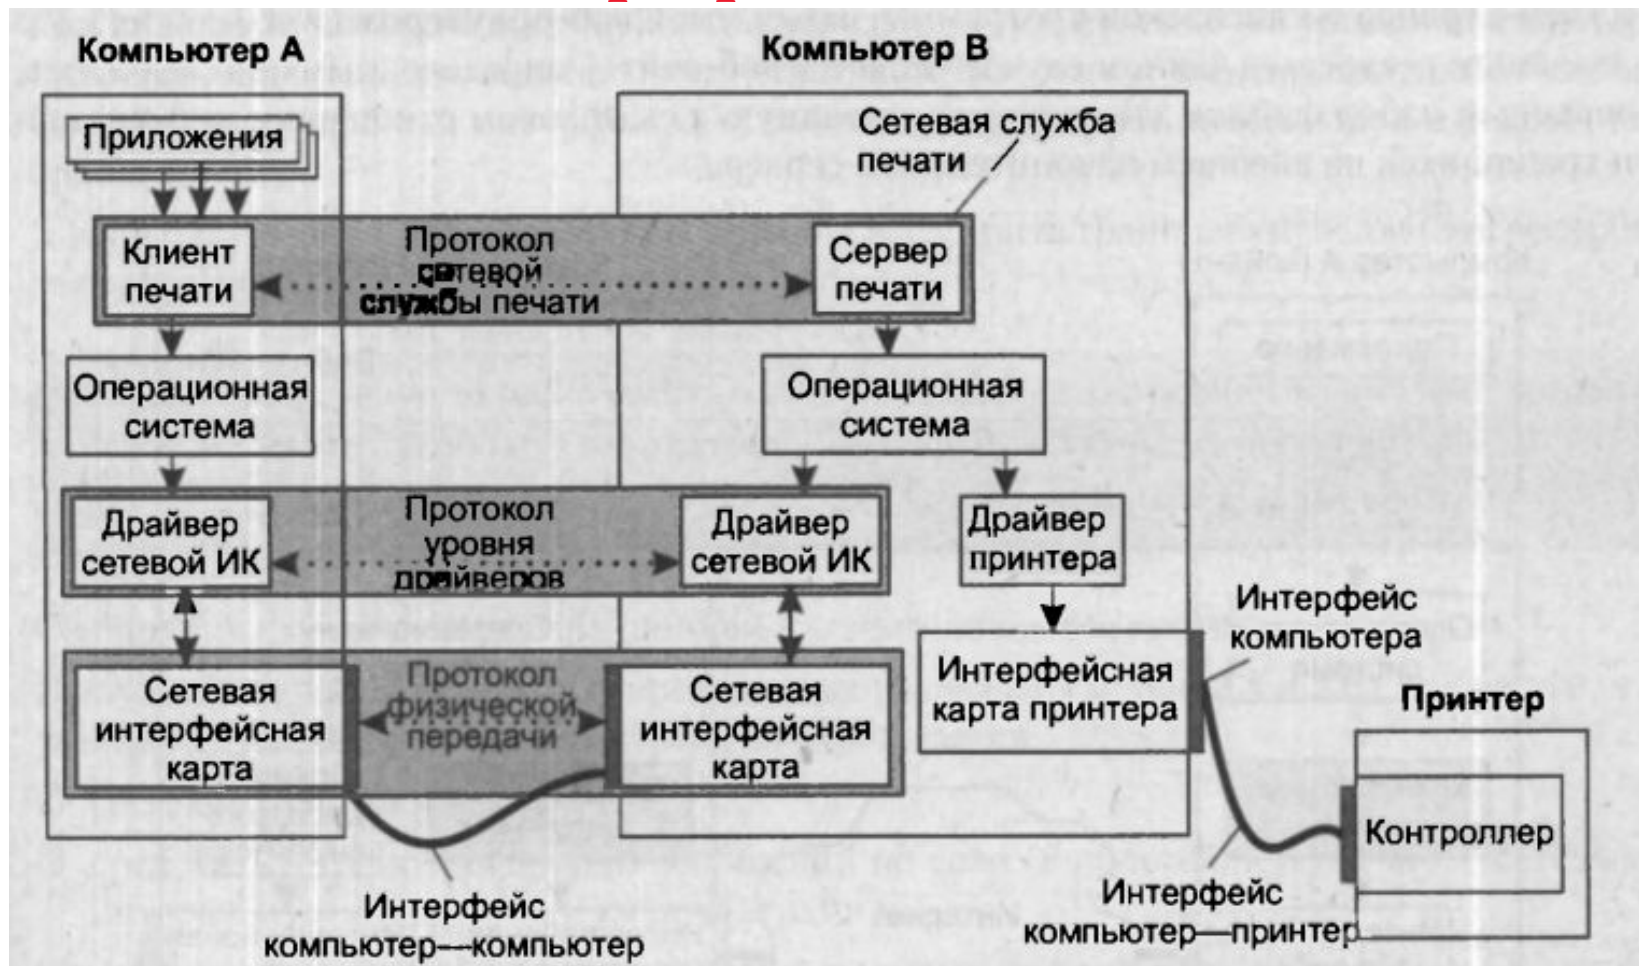 Компьютер А
Компьютер В
Приложения
Сетевая служба
печати
Клиент
печати
Протокол
сетевой
службы печати
Сервер
печати
Операционная
система
Операционная
система
Драйвер
сетевой ИК
Протокол
уровня
драйверов
Драйвер
сетевой ИК
Драйвер
принтера
Интерфейс
компьютера
Сетевая
интерфейсная
карта
Протокол
физической
передачи
Сетевая
интерфейсная
карта
Интерфейсная
карта принтера
Принтер
Контроллер
Интерфейс
компьютер—компьютер
Интерфейс
компьютер—принтер